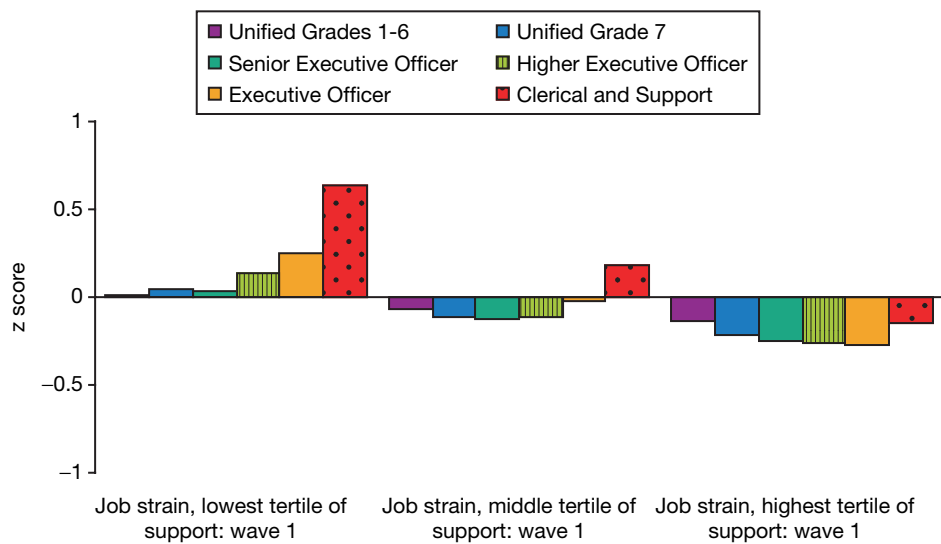 Unified Grades 1-6
Unified Grade 7
Senior Executive Officer
Higher Executive Officer
Executive Officer
Clerical and Support
1
0.5
0
−0.5
−1
z score
Job strain, lowest tertile of
support: wave 1
Job strain, middle tertile of
support: wave 1
Job strain, highest tertile of
support: wave 1